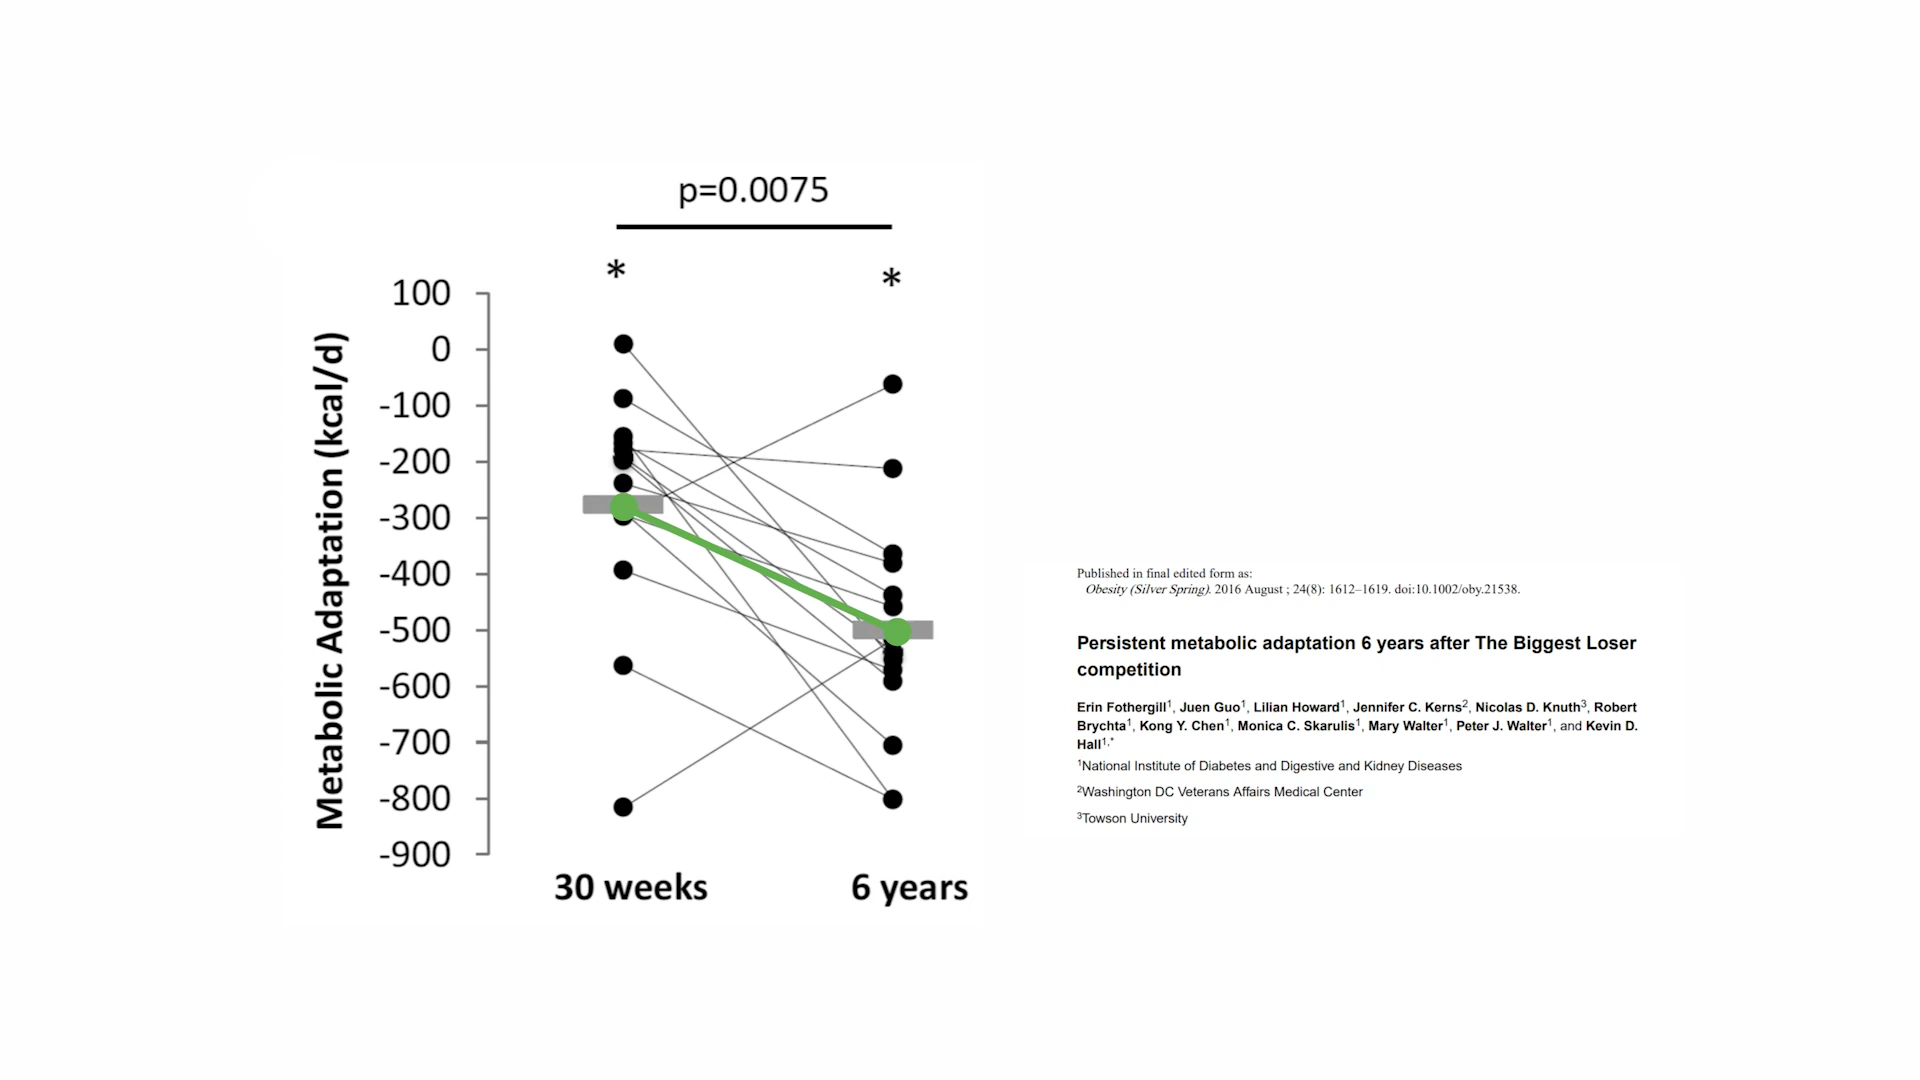 p=0.0075
* *
100
0
-100
-200
-300
-400
-500
-600
-700
-800
-900
Metabolic Adaptation (kcal/d)
30 weeks 6 years
Published in final edited form as:
Obesity (Silver Spring). 2016 August ; 24(8): 1612–1619. doi:10.1002/oby.21538.
Persistent metabolic adaptation 6 years after The Biggest Loser
competition
Erin Fothergill1, Juen Guo1, Lilian Howard1, Jennifer C. Kerns2, Nicolas D. Knuth3, Robert
Brychta1, Kong Y. Chen1, Monica C. Skarulis1, Mary Walter1, Peter J. Walter1, and Kevin D.
Hall1,*
1National Institute of Diabetes and Digestive and Kidney Diseases
2Washington DC Veterans Affairs Medical Center
3Towson University